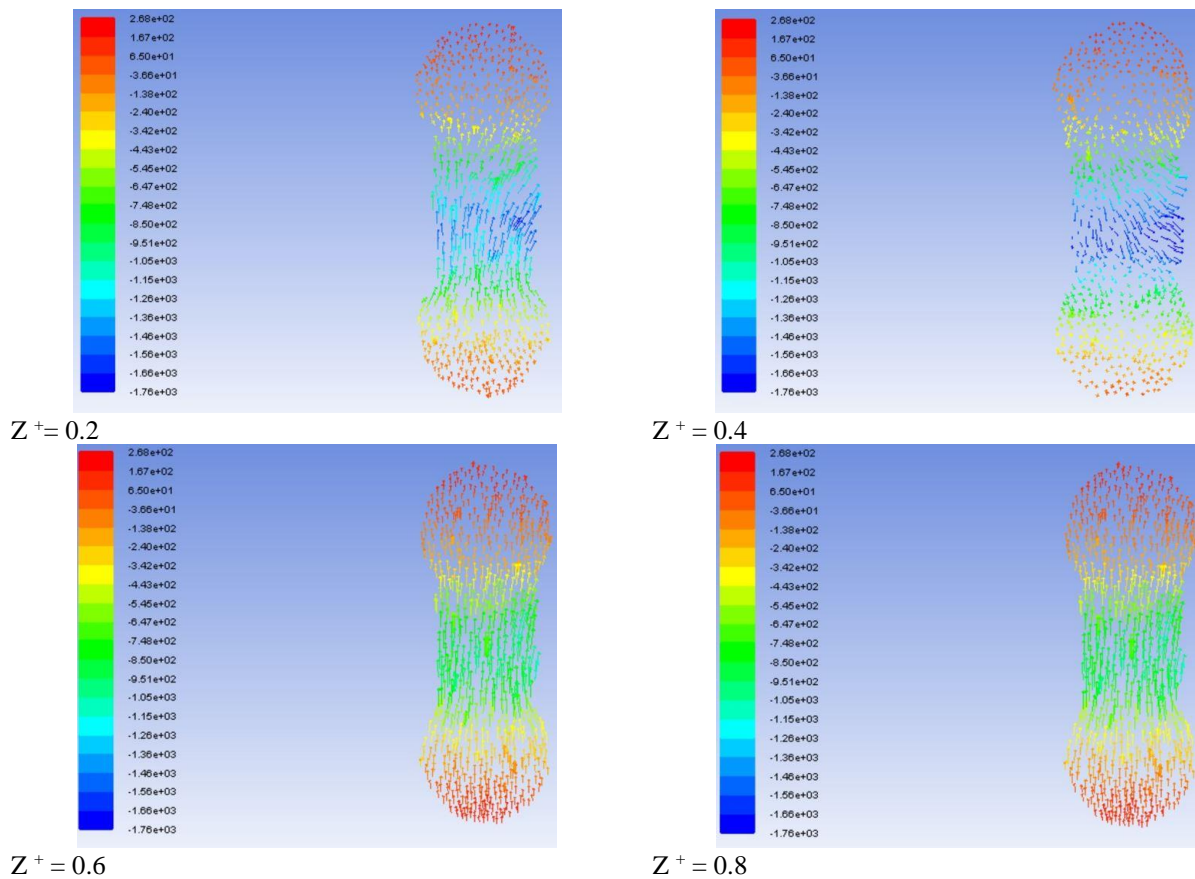 2.68e+02
1.67e+02
6.50e+01
-3.66e+01
-1.38e+02
-2.40e+02
-3.42e+02
-4.43e+02
-5.45e+02
-6.47e+02
-7.48e+02
-8.50e+02
-9.51e+02
-1.05e+03
-1.15e+03
-1.26e+03
-1.36e+03
-1.46e+03
-1.56e+03
-1.66e+03
-1.76e+03
Z += 0.2
2.68e+02
1.67e+02
6.50e+01
-3.66e+01
-1.38e+02
-2.40e+02
-3.42e+02
-4.43e+02
-5.45e+02
-6.47e+02
-7.48e+02
-8.50e+02
-9.51e+02
-1.05e+03
-1.15e+03
-1.26e+03
-1.36e+03
-1.46e+03
-1.56e+03
-1.66e+03
-1.76e+03
Z + = 0.4
2.68e+02
1.67e+02
6.50e+01
-3.66e+01
-1.38e+02
-2.40e+02
-3.42e+02
-4.43e+02
-5.45e+02
-6.47e+02
-7.48e+02
-8.50e+02
-9.51e+02
-1.05e+03
-1.15e+03
-1.26e+03
-1.36e+03
-1.46e+03
-1.56e+03
-1.66e+03
-1.76e+03
Z + = 0.6
2.68e+02
1.67e+02
6.50e+01
-3.66e+01
-1.38e+02
-2.40e+02
-3.42e+02
-4.43e+02
-5.45e+02
-6.47e+02
-7.48e+02
-8.50e+02
-9.51e+02
-1.05e+03
-1.15e+03
-1.26e+03
-1.36e+03
-1.46e+03
-1.56e+03
-1.66e+03
-1.76e+03
Z + = 0.8